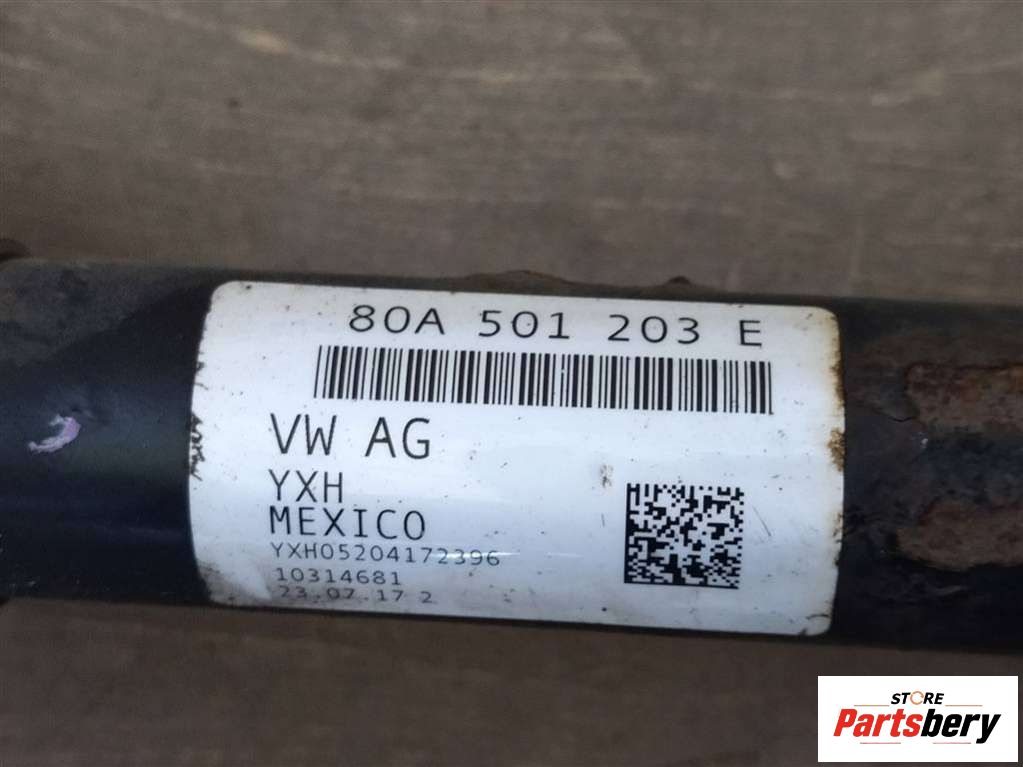 80A 501 203 E
VW AG
YXH
MEXICO
YXH05204172396
10314681
23.07.17 2
STORE
Partsbery